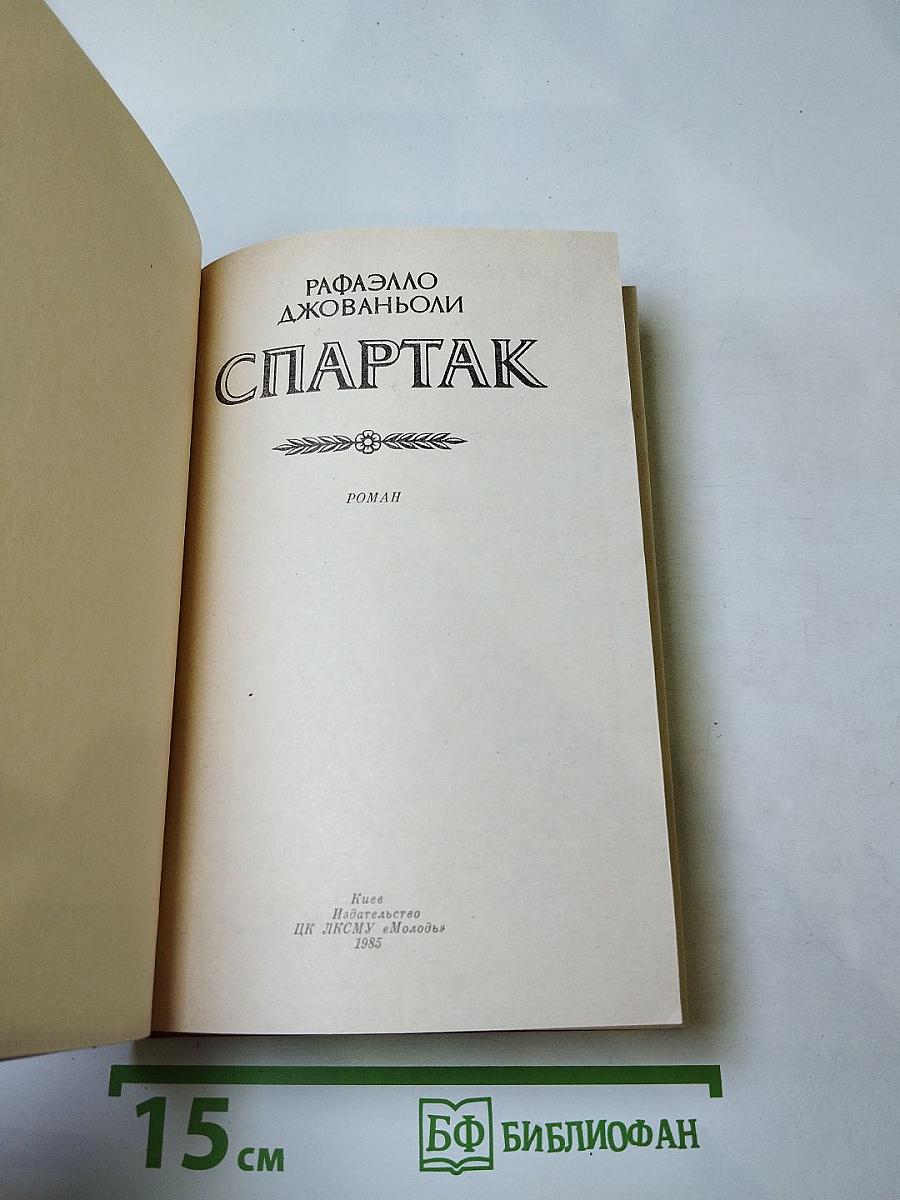 РАФАЭЛЛО
ДЖОВАНЬОЛИ
СПАРТАК
РОМАН
Киев
Издательство
ЦК ЛКСМУ «Молодь»
1985
15 см
БФ БИБЛИОФАН